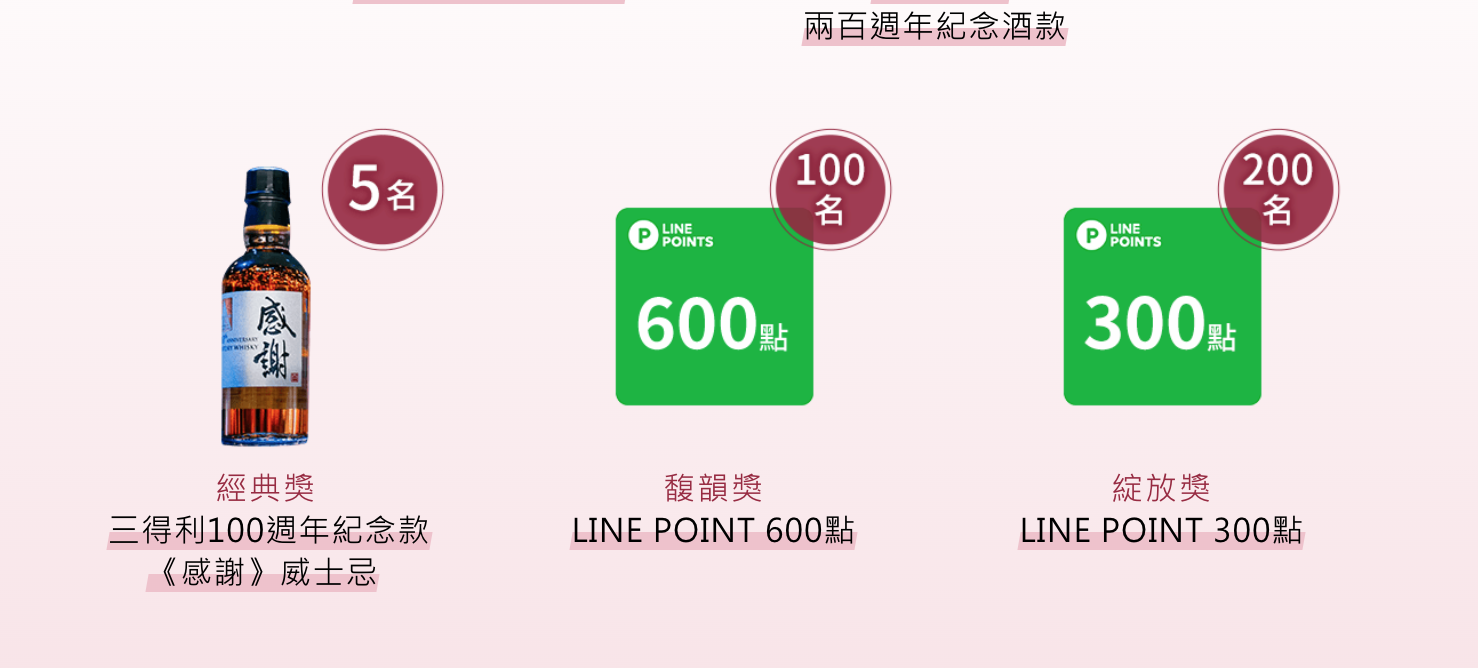 兩百週年紀念酒款
5名
100
名
200
名
LINE
POINTS
600點
LINE
POINTS
300點
感
謝
ANNIVERSARY
WHISKY
經典獎
三得利100週年紀念款
《感謝》威士忌
馥韻獎
LINE POINT 600點
綻放獎
LINE POINT 300點